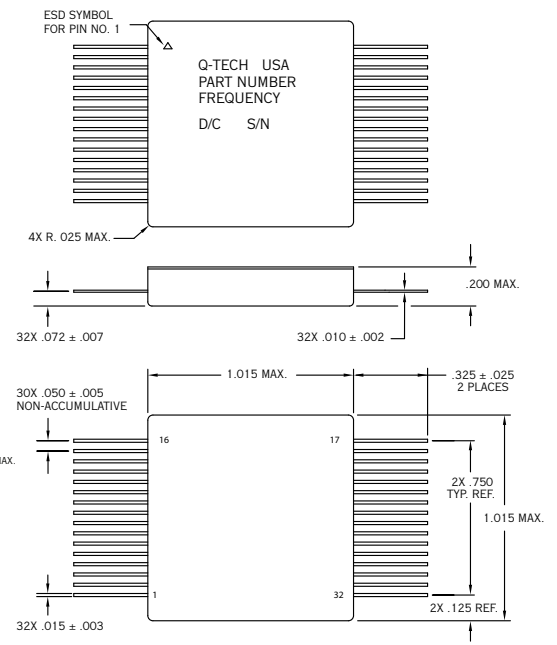 ESD SYMBOL
FOR PIN NO. 1
Q-TECH USA
PART NUMBER
FREQUENCY
D/C S/N
4X R. 025 MAX.
.200 MAX.
32X .072 ± .007
32X .010 ± .002
1.015 MAX.
.325 ± .025
2 PLACES
30X .050 ± .005
NON-ACCUMULATIVE
16
17
MAX.
2X .750
TYP. REF.
1.015 MAX.
1
32
2X .125 REF.
32X .015 ± .003